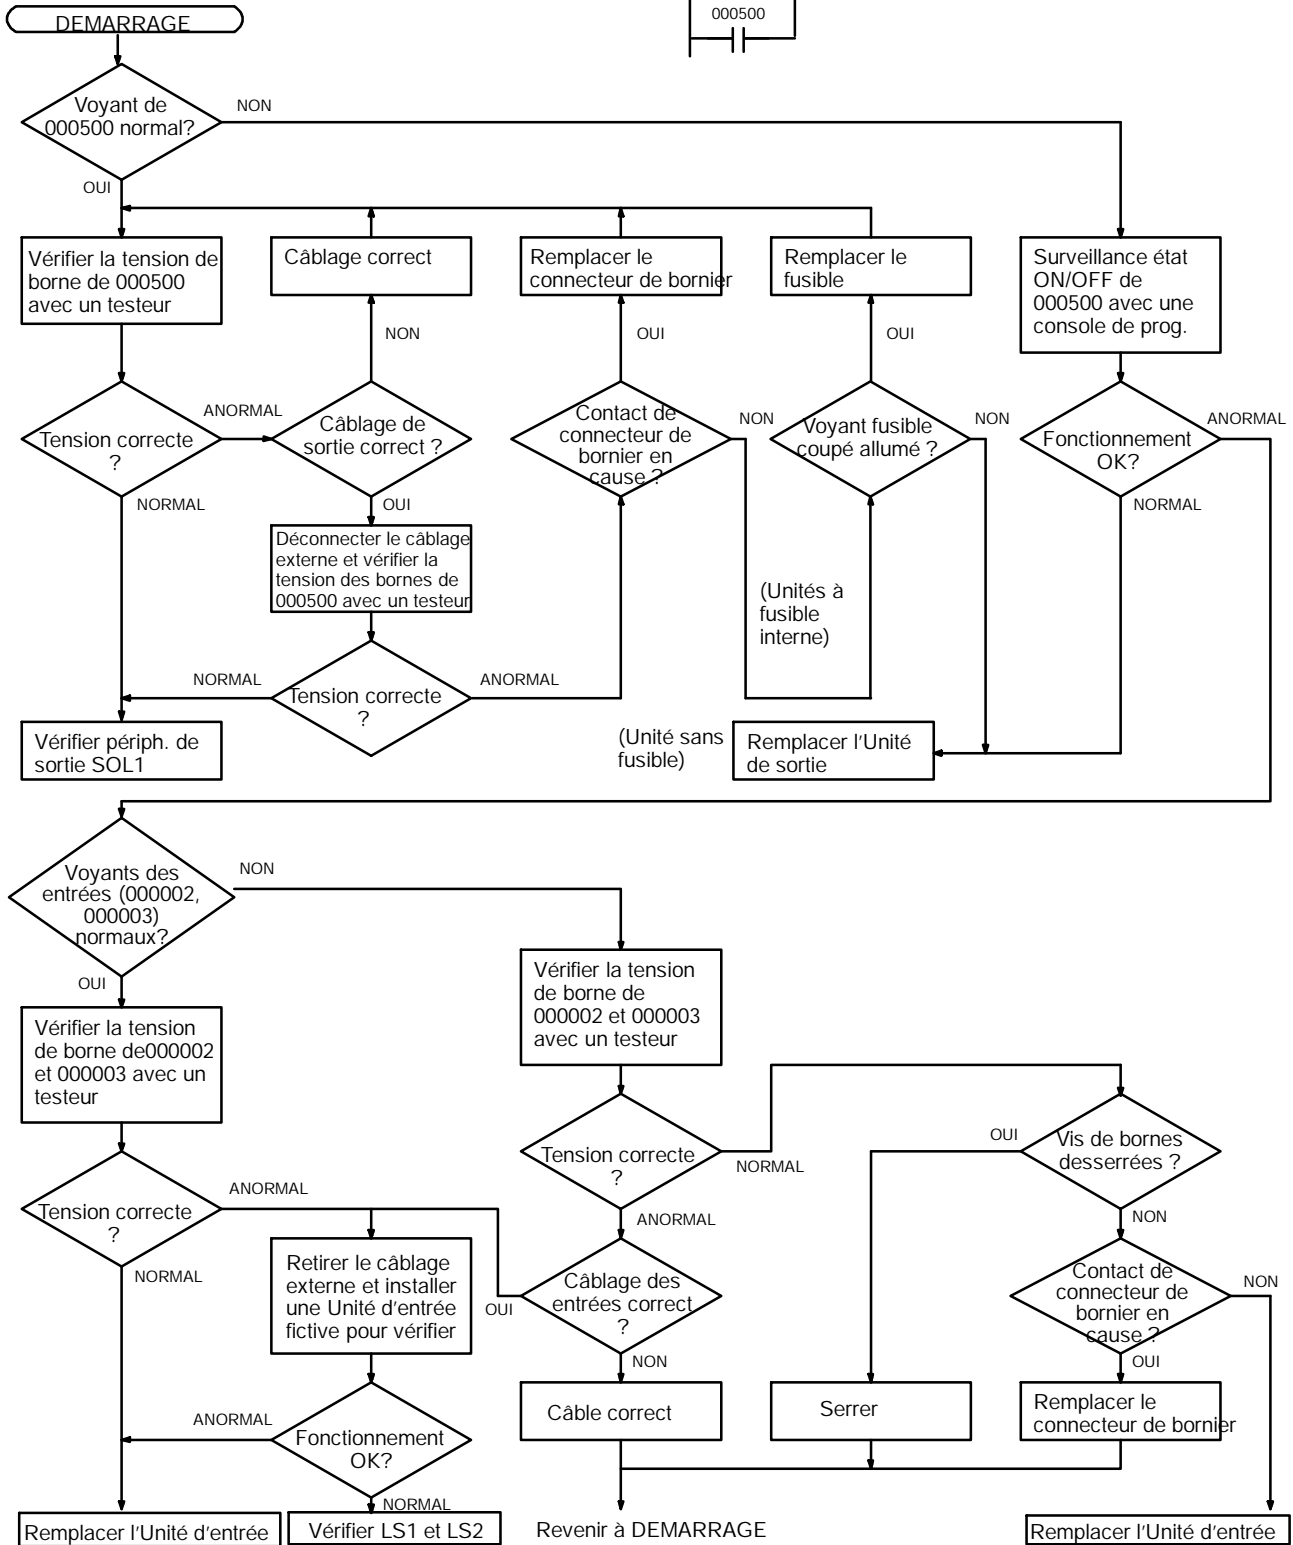 DEMARRAGE
000500
Voyant de
000500 normal?
NON
OUI
Vérifier la tension de
borne de 000500
avec un testeur
Câblage correct
Remplacer le
connecteur de bornier
Remplacer le
fusible
Surveillance état
ON/OFF de
000500 avec une
console de prog.
NON
OUI
OUI
Tension correcte
?
ANORMAL
Câblage de
sortie correct ?
Contact de
connecteur de
bornier en
cause ?
NON
Voyant fusible
coupé allumé ?
NON
Fonctionnement
OK?
ANORMAL
NORMAL
OUI
NORMAL
Déconnecter le câblage
externe et vérifier la
tension des bornes de
000500 avec un testeur
(Unités à
fusible
interne)
NORMAL
Tension correcte
?
ANORMAL
Vérifier périph. de
sortie SOL1
(Unité sans
fusible)
Remplacer l'Unité
de sortie
Voyants des
entrées (000002,
000003)
normaux?
NON
OUI
Vérifier la tension
de borne de
000002 et 000003
avec un testeur
Vérifier la tension
de borne de000002
et 000003 avec un
testeur
Tension correcte
?
NORMAL
OUI
Vis de bornes
desserrées ?
Tension correcte
?
ANORMAL
ANORMAL
NON
NORMAL
Retirer le câblage
externe et installer
une Unité d'entrée
fictive pour vérifier
OUI
Câblage des
entrées correct
?
Contact de
connecteur de
bornier en
cause ?
NON
NON
OUI
ANORMAL
Fonctionnement
OK?
Câble correct
Serrer
Remplacer le
connecteur de bornier
NORMAL
Remplacer l'Unité d'entrée
Vérifier LS1 et LS2
Revenir à DEMARRAGE
Remplacer l'Unité d'entrée